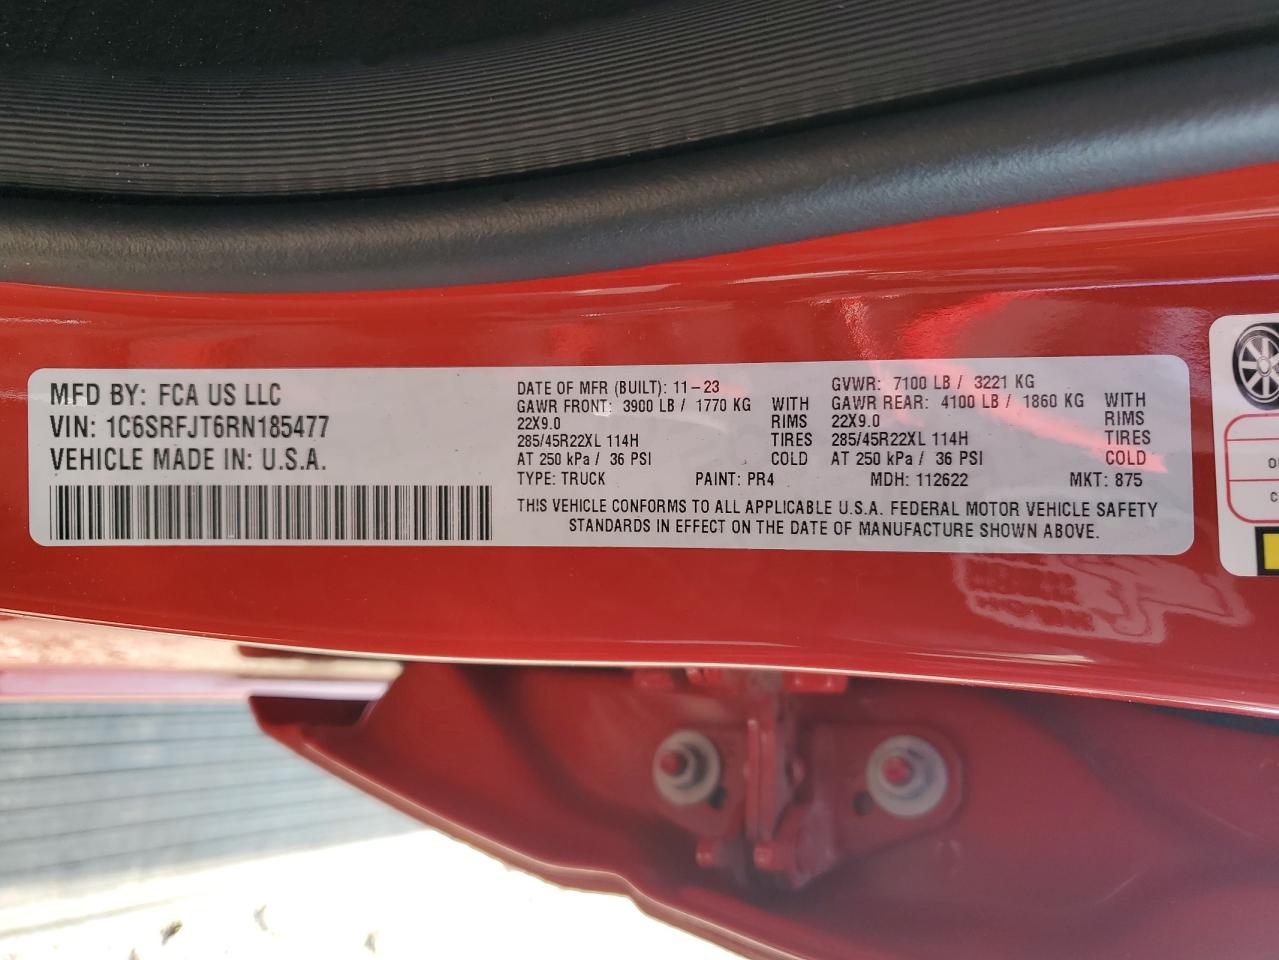 MFD BY: FCA US LLC
VIN: 1C6SRFJT6RN185477
VEHICLE MADE IN: U.S.A.
DATE OF MFR (BUILT): 11-23
GAWR FRONT: 3900 LB / 1770 KG WITH
22X9.0 RIMS
285/45R22XL 114H TIRES
AT 250 kPa / 36 PSI COLD
GVWR: 7100 LB / 3221 KG
GAWR REAR: 4100 LB / 1860 KG WITH
22X9.0 RIMS
285/45R22XL 114H TIRES
AT 250 kPa / 36 PSI COLD
TYPE: TRUCK PAINT: PR4 MDH: 112622 MKT: 875
THIS VEHICLE CONFORMS TO ALL APPLICABLE U.S.A. FEDERAL MOTOR VEHICLE SAFETY
STANDARDS IN EFFECT ON THE DATE OF MANUFACTURE SHOWN ABOVE.